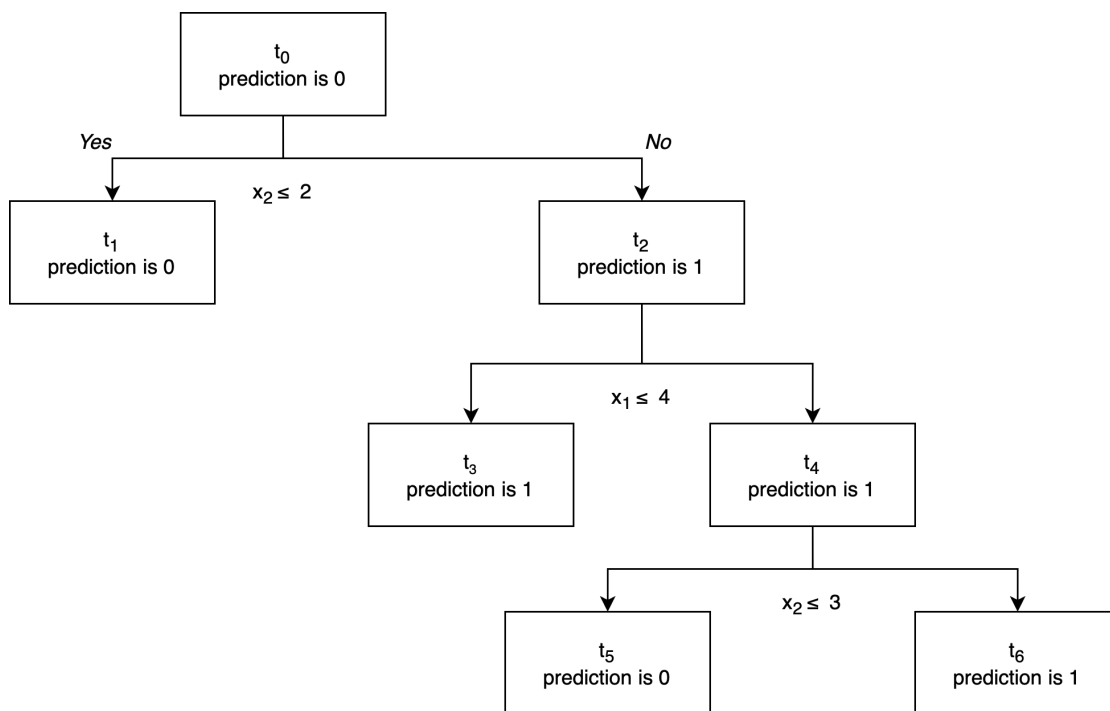 t₀
prediction is 0
Yes
No
x₂ ≤ 2
t₁
prediction is 0
t₂
prediction is 1
x₁ ≤ 4
t₃
prediction is 1
t₄
prediction is 1
x₂ ≤ 3
t₅
prediction is 0
t₆
prediction is 1